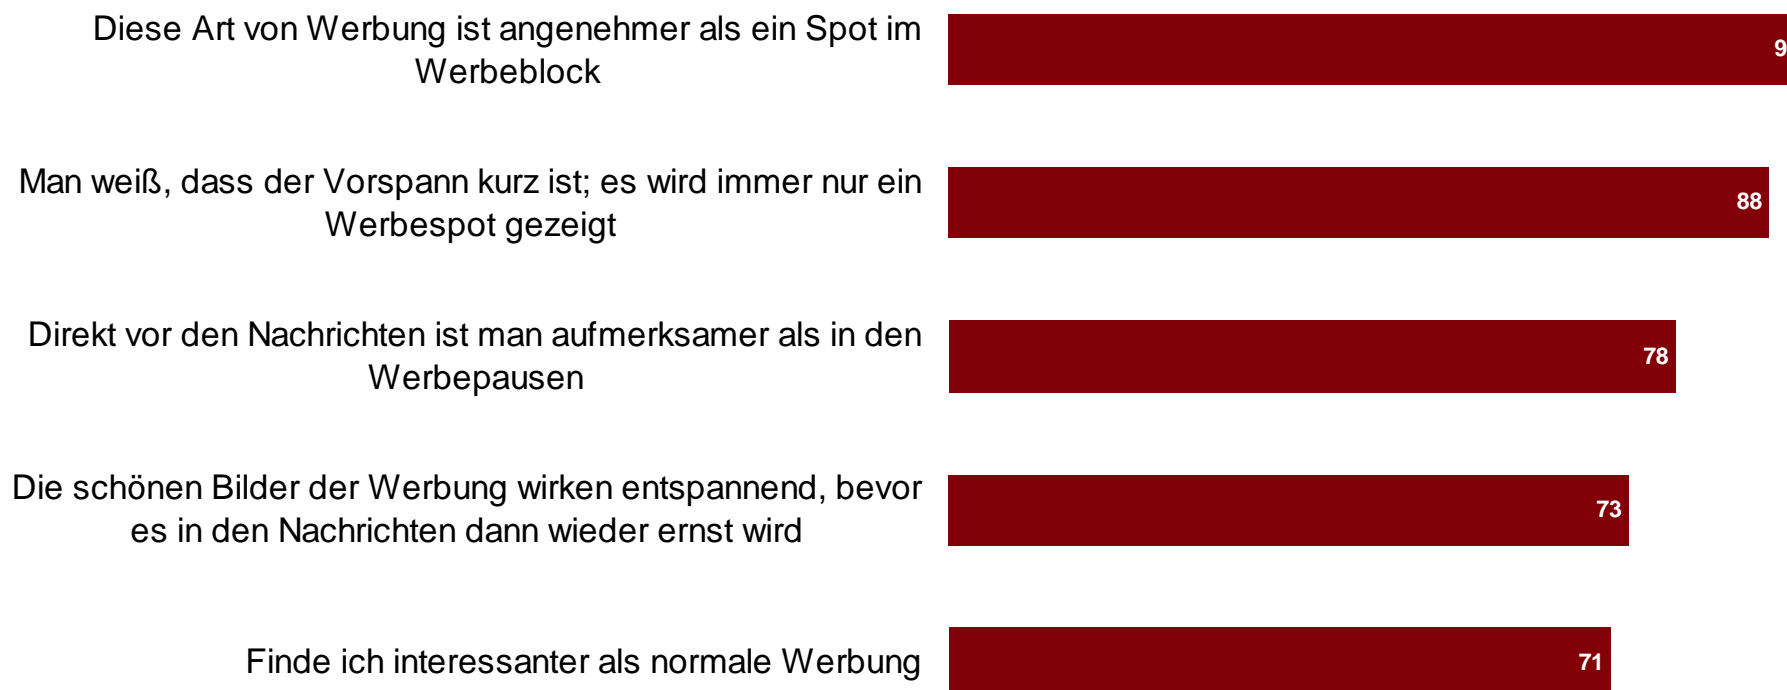 Diese Art von Werbung ist angenehmer als ein Spot im
Werbeblock
9
Man weiß, dass der Vorspann kurz ist; es wird immer nur ein
Werbespot gezeigt
88
Direkt vor den Nachrichten ist man aufmerksamer als in den
Werbepausen
78
Die schönen Bilder der Werbung wirken entspannend, bevor
es in den Nachrichten dann wieder ernst wird
73
Finde ich interessanter als normale Werbung
71